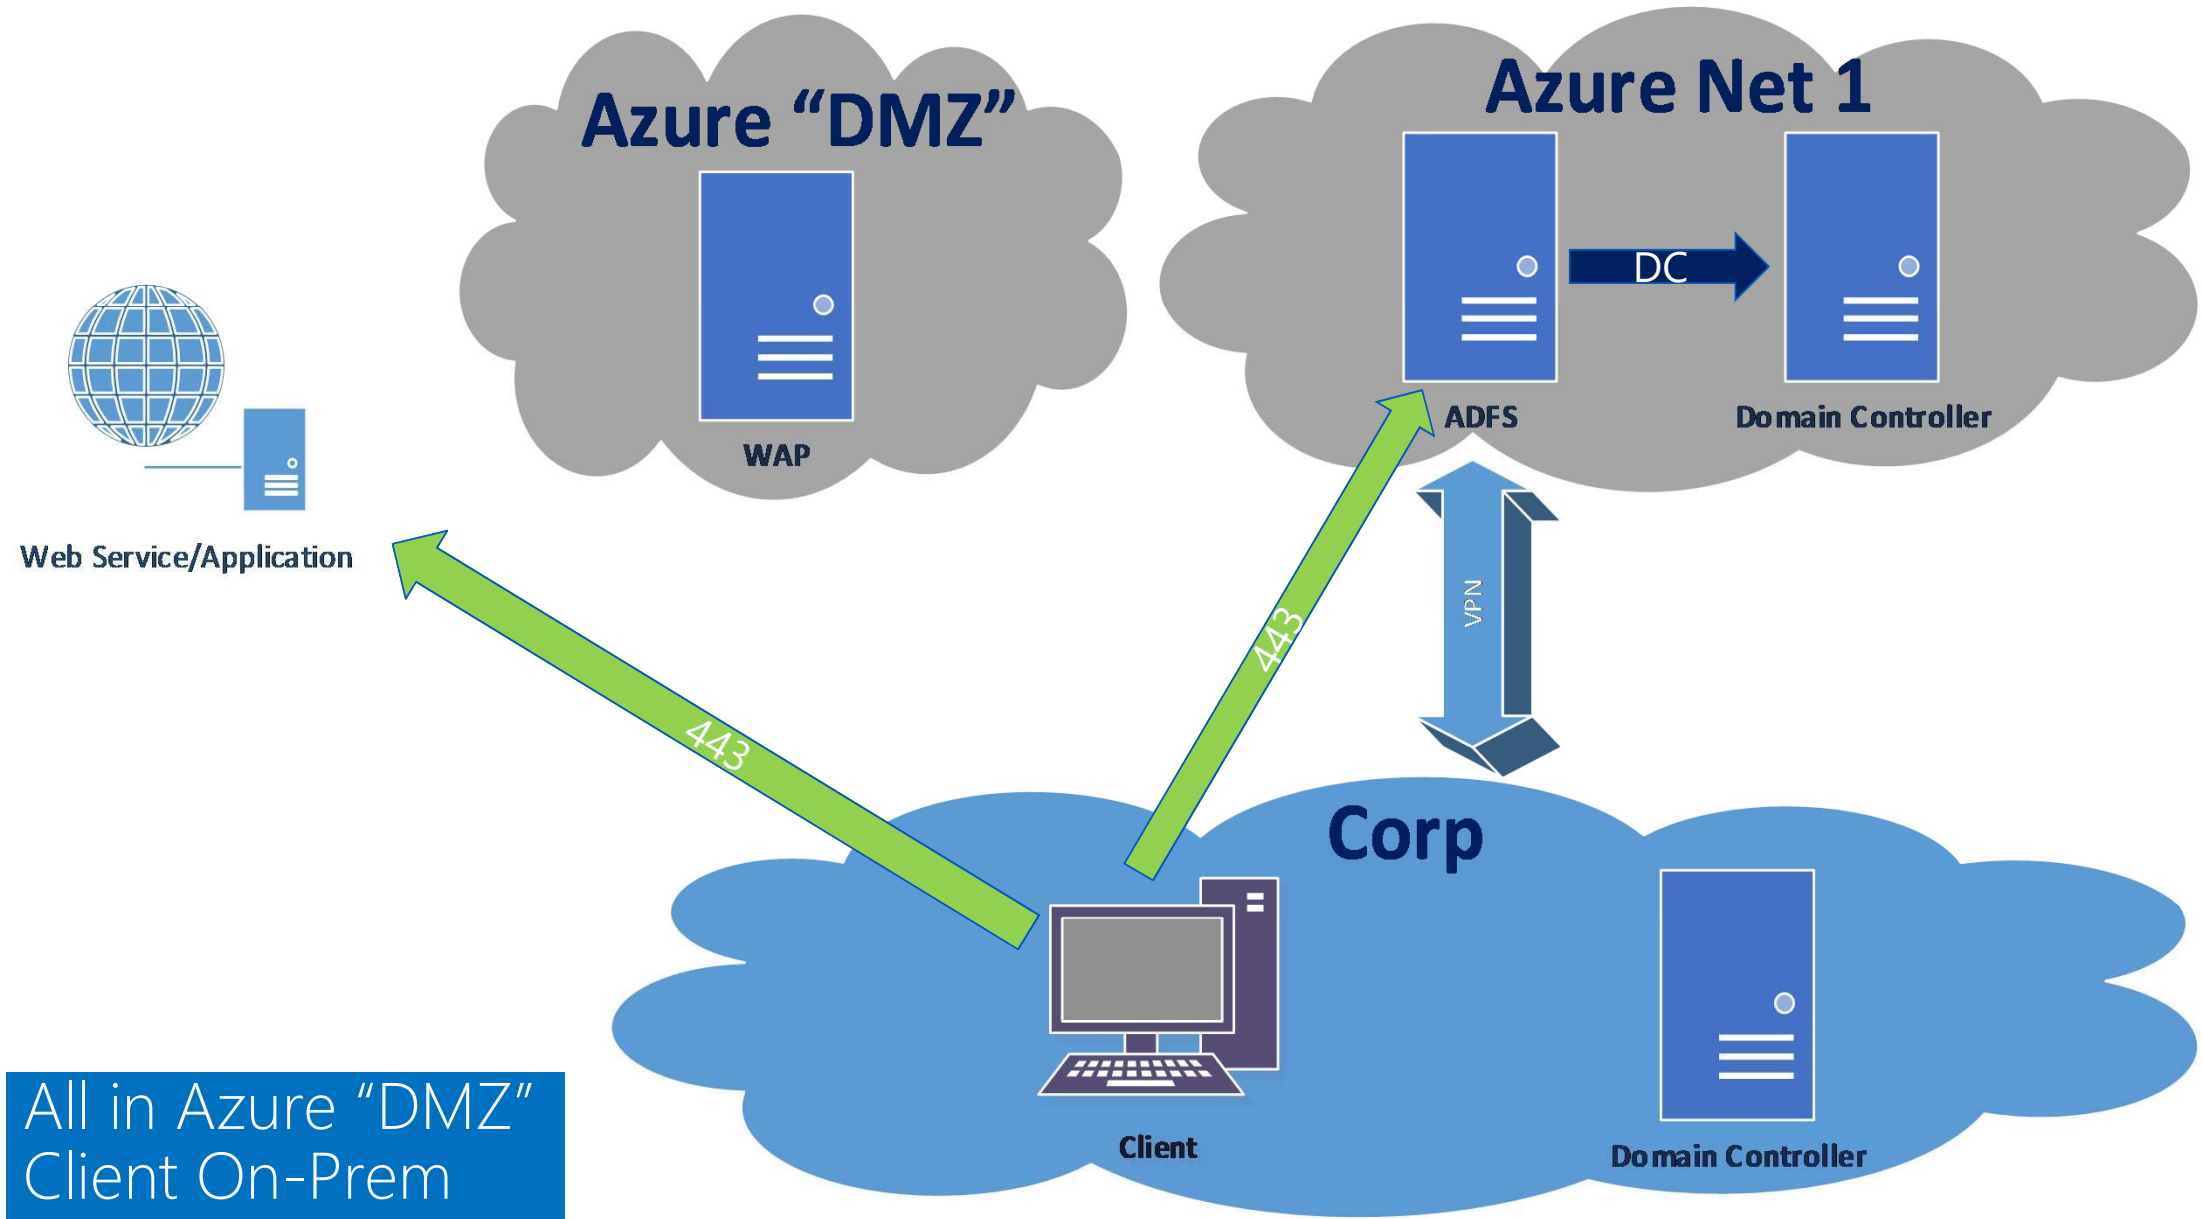 Azure “DMZ”
Azure Net 1
DC
ADFS
Domain Controller
WAP
Web Service/Application
VPN
443
443
Corp
Client
Domain Controller
All in Azure “DMZ”
Client On-Prem